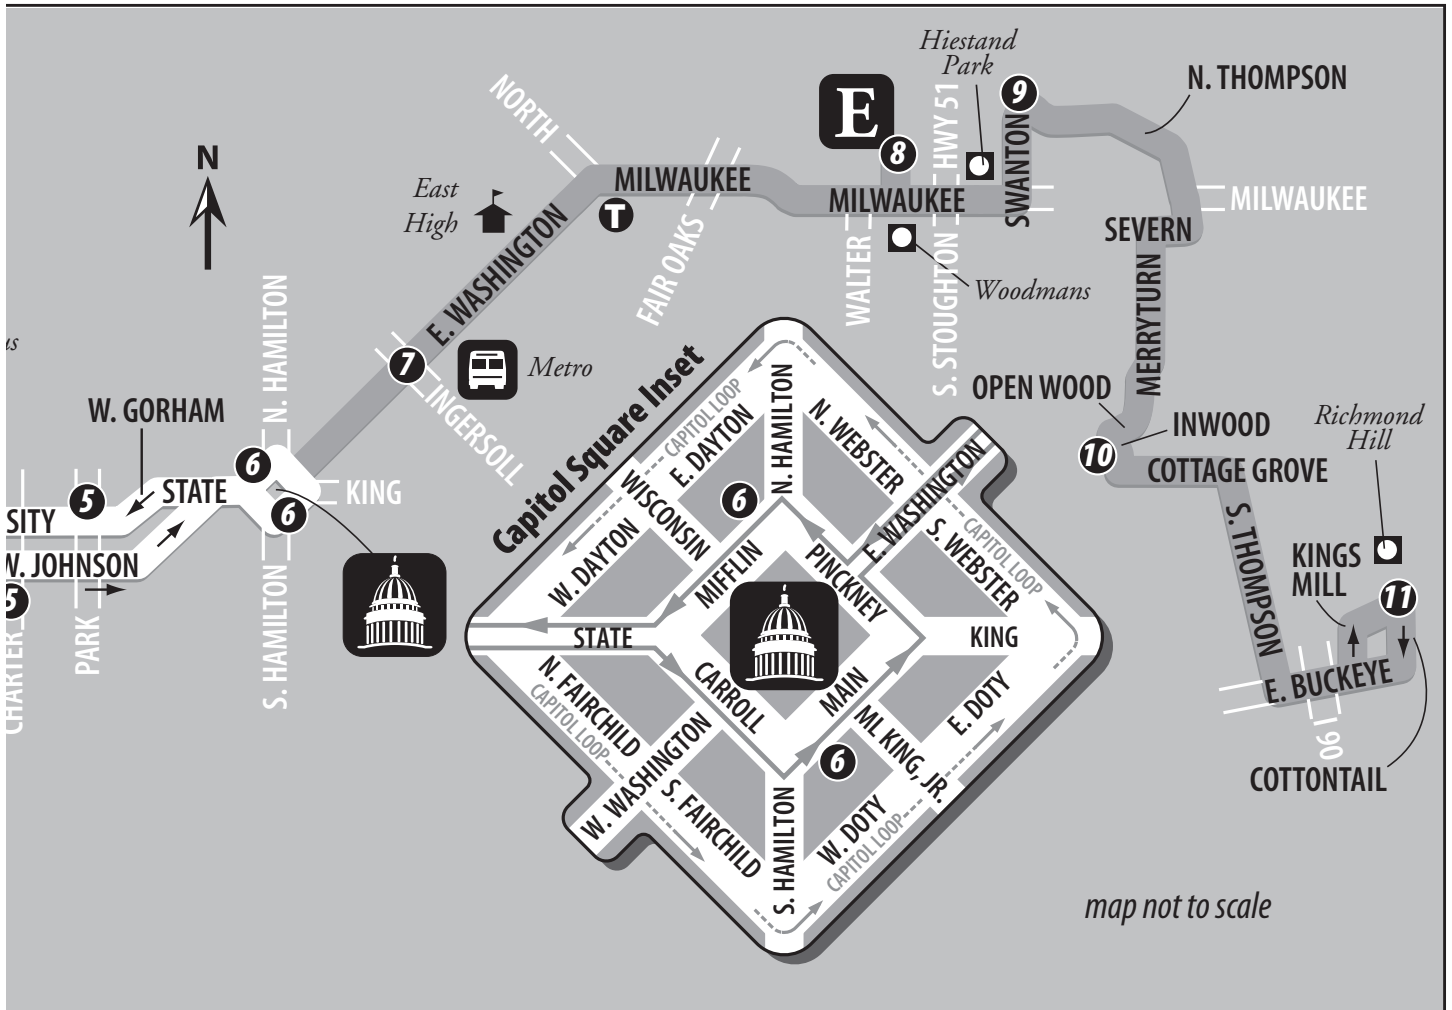 Hiestand
Park
HWY 51
9
N. THOMPSON
NORTH
E
8
N
East
High
MILWAUKEE
T
MILWAUKEE
SWANTON
MILWAUKEE
SEVERN
E. WASHINGTON
FAIR OAKS
WALTER
S. STOUGHTON
Woodmans
MERRYTURN
N. HAMILTON
us
7
Metro
INGERSOLL
W. GORHAM
OPEN WOOD
INWOOD
10
COTTAGE GROVE
Richmond
Hill
6
STATE
KING
6
5
SITY
W. JOHNSON
5
CHARTER
PARK
S. HAMILTON
S. THOMPSON
KINGS
MILL
11
E. BUCKEYE
I 90
COTTONTAIL
Capitol Square Inset
CAPITOL LOOP
E. DAYTON
N. HAMILTON
N. WEBSTER
E. WASHINGTON
WISCONSIN
6
W. DAYTON
MIFFLIN
PINCKNEY
S. WEBSTER
CAPITOL LOOP
STATE
KING
N. FAIRCHILD
CAPITOL LOOP
CARROLL
MAIN
E. DOTY
W. WASHINGTON
6
ML KING, JR.
S. FAIRCHILD
S. HAMILTON
W. DOTY
CAPITOL LOOP
map not to scale